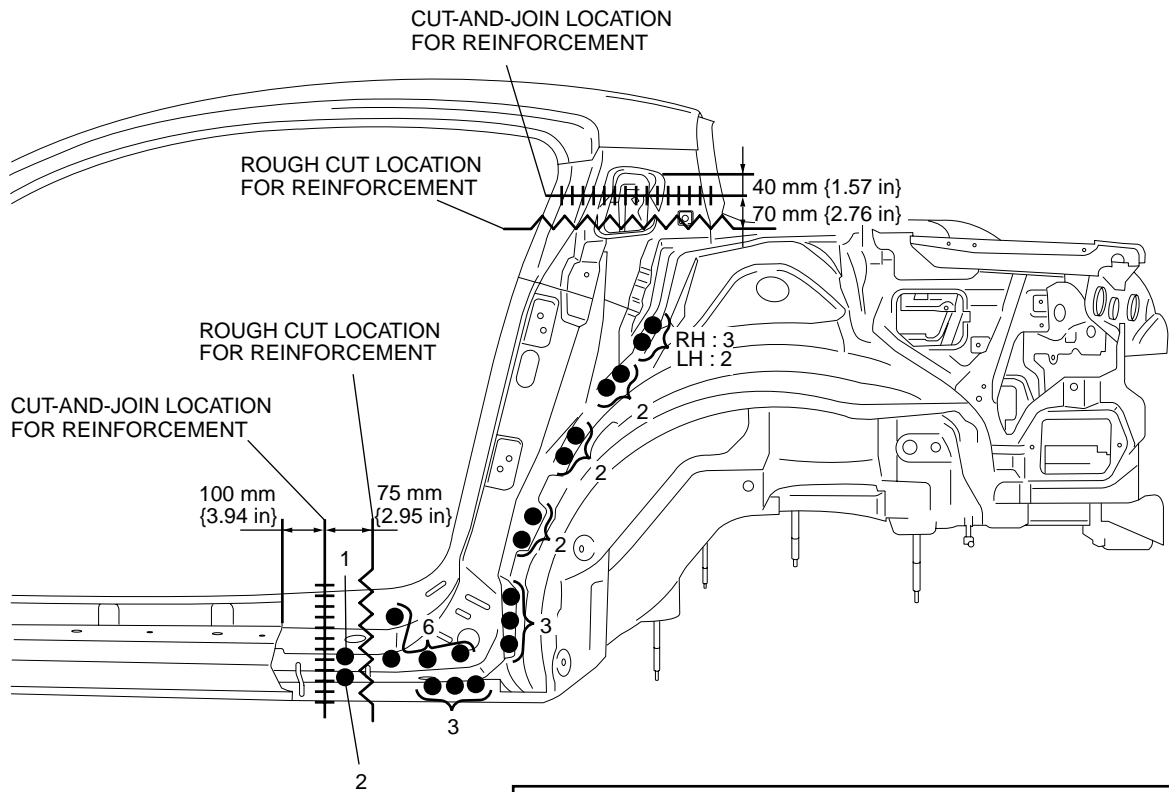 CUT-AND-JOIN LOCATION
FOR REINFORCEMENT
ROUGH CUT LOCATION
FOR REINFORCEMENT
40 mm {1.57 in}
70 mm {2.76 in}
ROUGH CUT LOCATION
FOR REINFORCEMENT
RH : 3
LH : 2
2
CUT-AND-JOIN LOCATION
FOR REINFORCEMENT
2
100 mm
{3.94 in}
75 mm
{2.95 in}
2
1
6
3
3
2